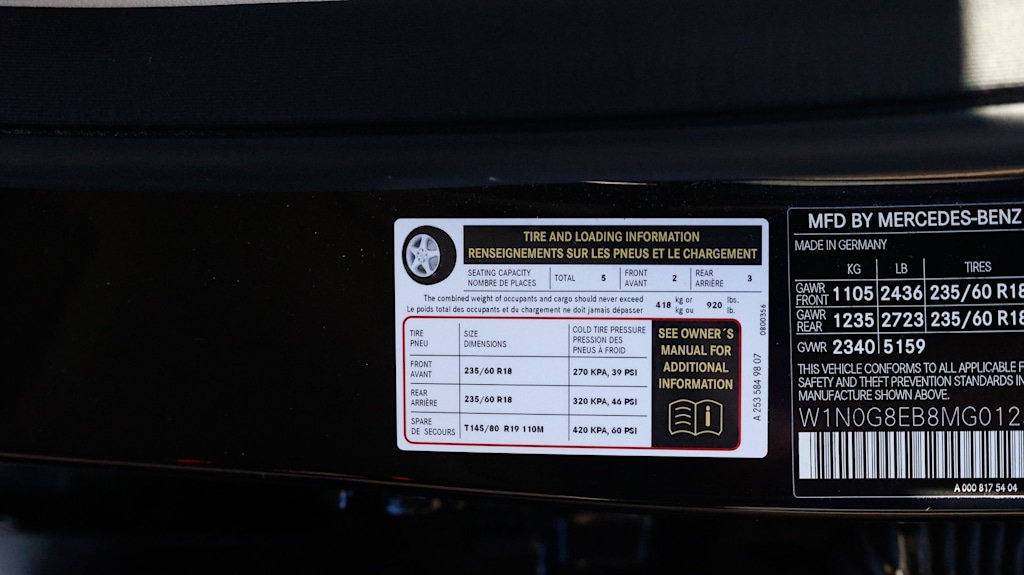 TIRE AND LOADING INFORMATION
RENSEIGNEMENTS SUR LES PNEUS ET LE CHARGEMENT
SEATING CAPACITY TOTAL 5 FRONT 2 REAR 3
NOMBRE DE PLACES AVANT ARRIÈRE
The combined weight of occupants and cargo should never exceed 418 kg or 920 lbs.
Le poids total des occupants et du chargement ne doit jamais dépasser kg ou lb.
TIRE SIZE COLD TIRE PRESSURE
PNEU DIMENSIONS PRESSION DES
PNEUS À FROID
FRONT 235/60 R18 270 KPA, 39 PSI
AVANT
REAR 235/60 R18 320 KPA, 46 PSI
ARRIÈRE
SPARE T145/80 R19 110M 420 KPA, 60 PSI
DE SECOURS
SEE OWNER´S
MANUAL FOR
ADDITIONAL
INFORMATION
0800356
A 253 584 98 07
MFD BY MERCEDES-BENZ
MADE IN GERMANY
KG LB TIRES
GAWR FRONT 1105 2436 235/60 R18
GAWR REAR 1235 2723 235/60 R18
GVWR 2340 5159
THIS VEHICLE CONFORMS TO ALL APPLICABLE F
SAFETY AND THEFT PREVENTION STANDARDS IN
MANUFACTURE SHOWN ABOVE.
W1N0G8EB8MG012
A 000 817 54 04